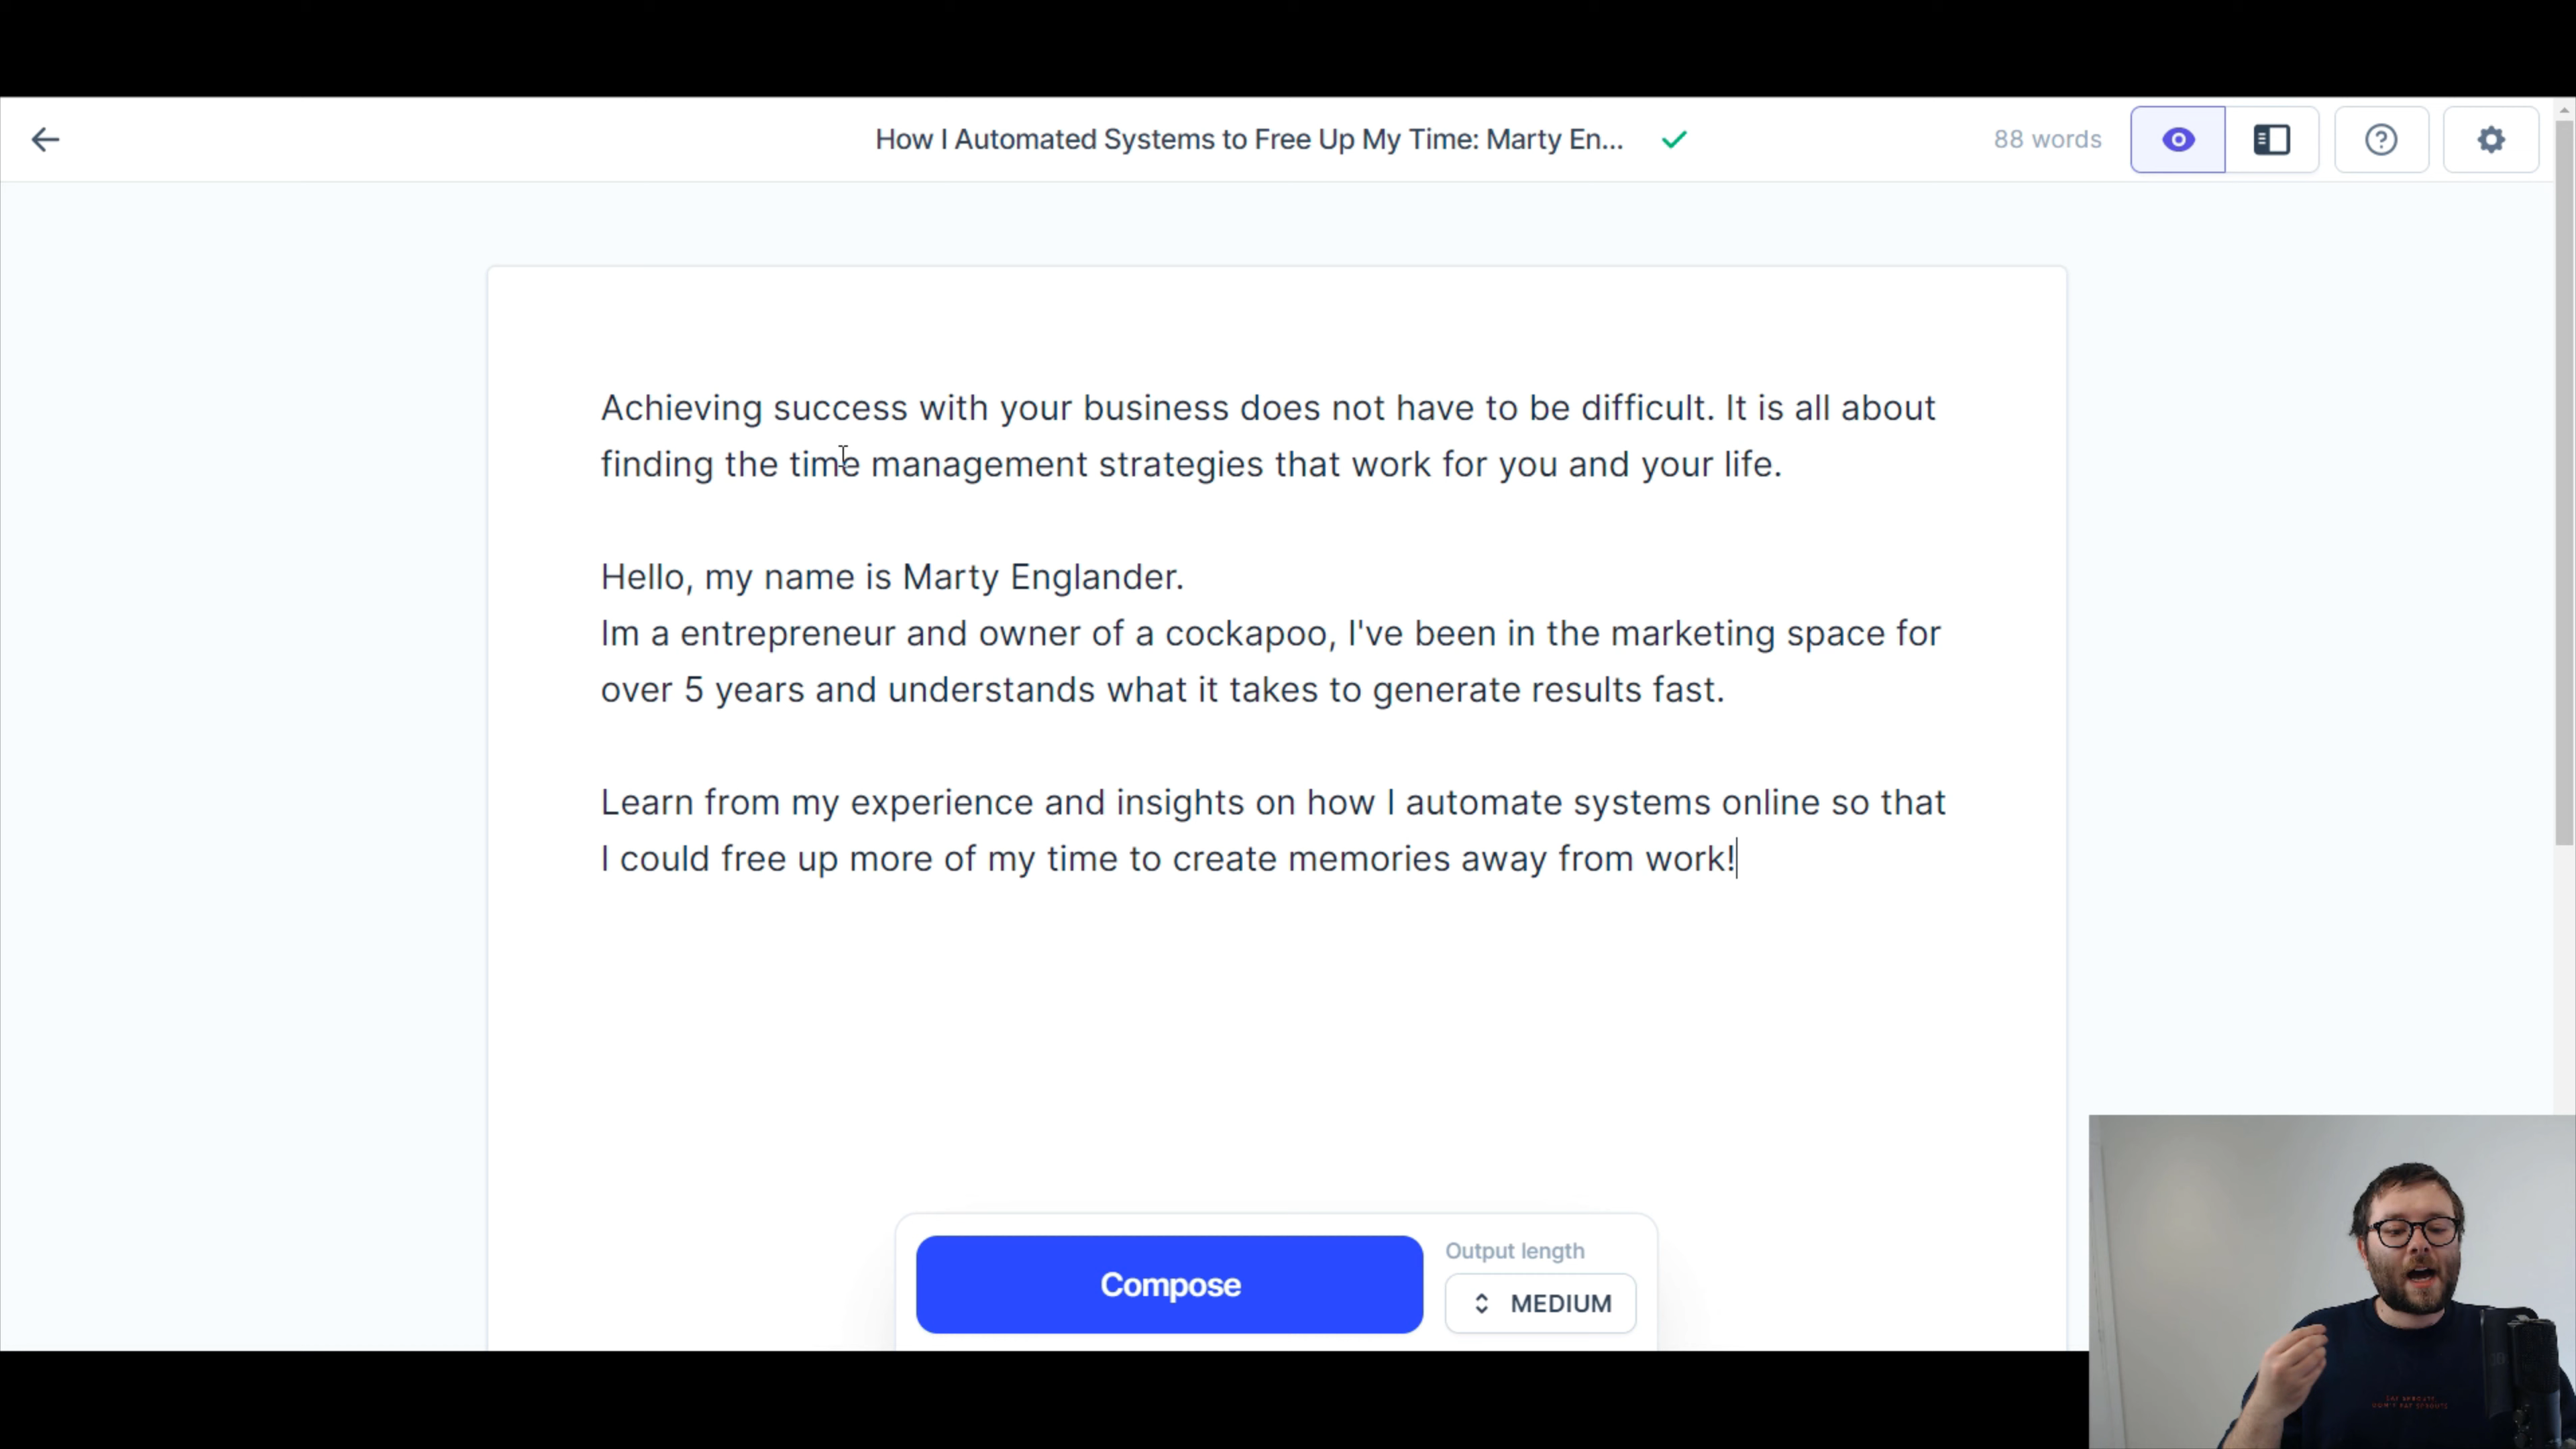 How I Automated Systems to Free Up My Time: Marty En...
88 words
Achieving success with your business does not have to be difficult. It is all about
finding the time management strategies that work for you and your life.
Hello, my name is Marty Englander.
Im a entrepreneur and owner of a cockapoo, I've been in the marketing space for
over 5 years and understands what it takes to generate results fast.
Learn from my experience and insights on how I automate systems online so that
I could free up more of my time to create memories away from work!
Output length
Compose
MEDIUM